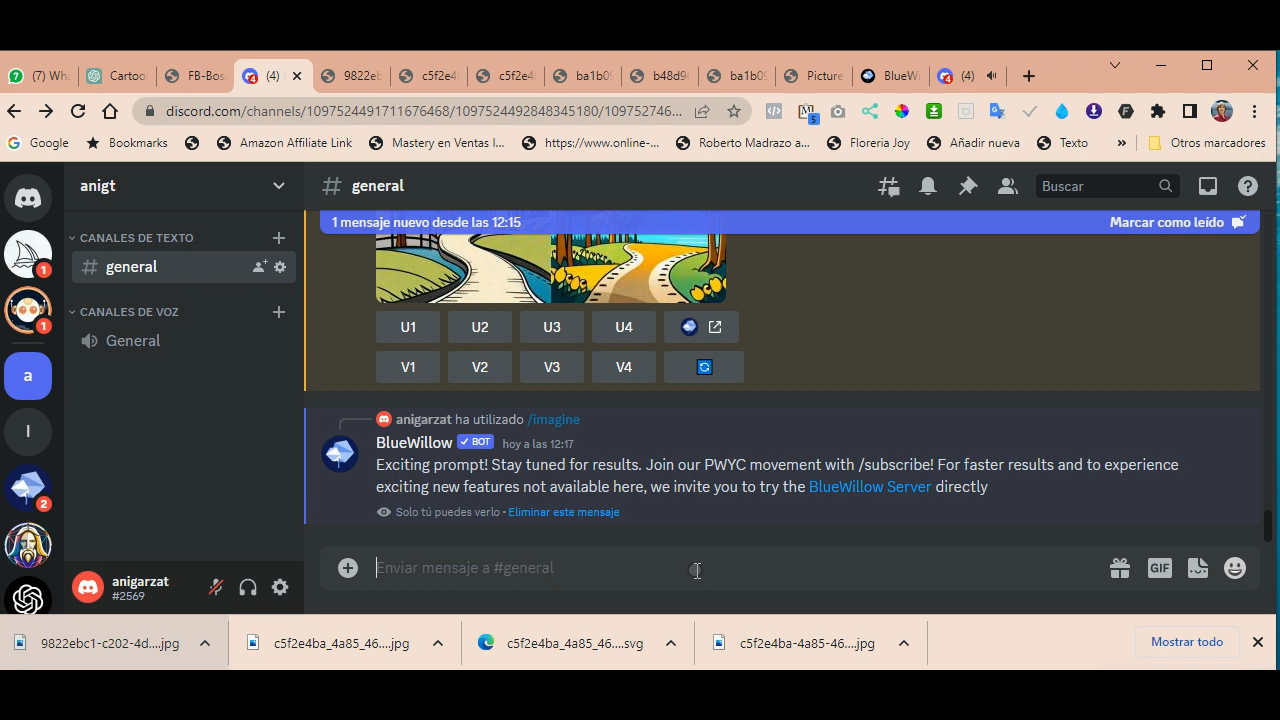 (7) Wh
Cartoo
FB-Bos
(4)
9822eb
c5f2e4
c5f2e4
ba1b0
b48d9
ba1b0
Picture
BlueWi
(4)
discord.com/channels/1097524491711676468/1097524492848345180/109752746...
5
Google
Bookmarks
Amazon Affiliate Link
Mastery en Ventas I...
https://www.online-...
Roberto Madrazo a...
Floreria Joy
Añadir nueva
Texto
»
Otros marcadores
anigt
general
Buscar
1 mensaje nuevo desde las 12:15
Marcar como leído
CANALES DE TEXTO
general
CANALES DE VOZ
General
1
1
a
I
2
U1 U2 U3 U4
V1 V2 V3 V4
anigarzat ha utilizado /imagine
BlueWillow ✓ BOT hoy a las 12:17
Exciting prompt! Stay tuned for results. Join our PWYC movement with /subscribe! For faster results and to experience
exciting new features not available here, we invite you to try the BlueWillow Server directly
Solo tú puedes verlo • Eliminar este mensaje
Enviar mensaje a #general
GIF
anigarzat
#2569
9822ebc1-c202-4d....jpg
c5f2e4ba_4a85_46....jpg
c5f2e4ba_4a85_46....svg
c5f2e4ba-4a85-46....jpg
Mostrar todo